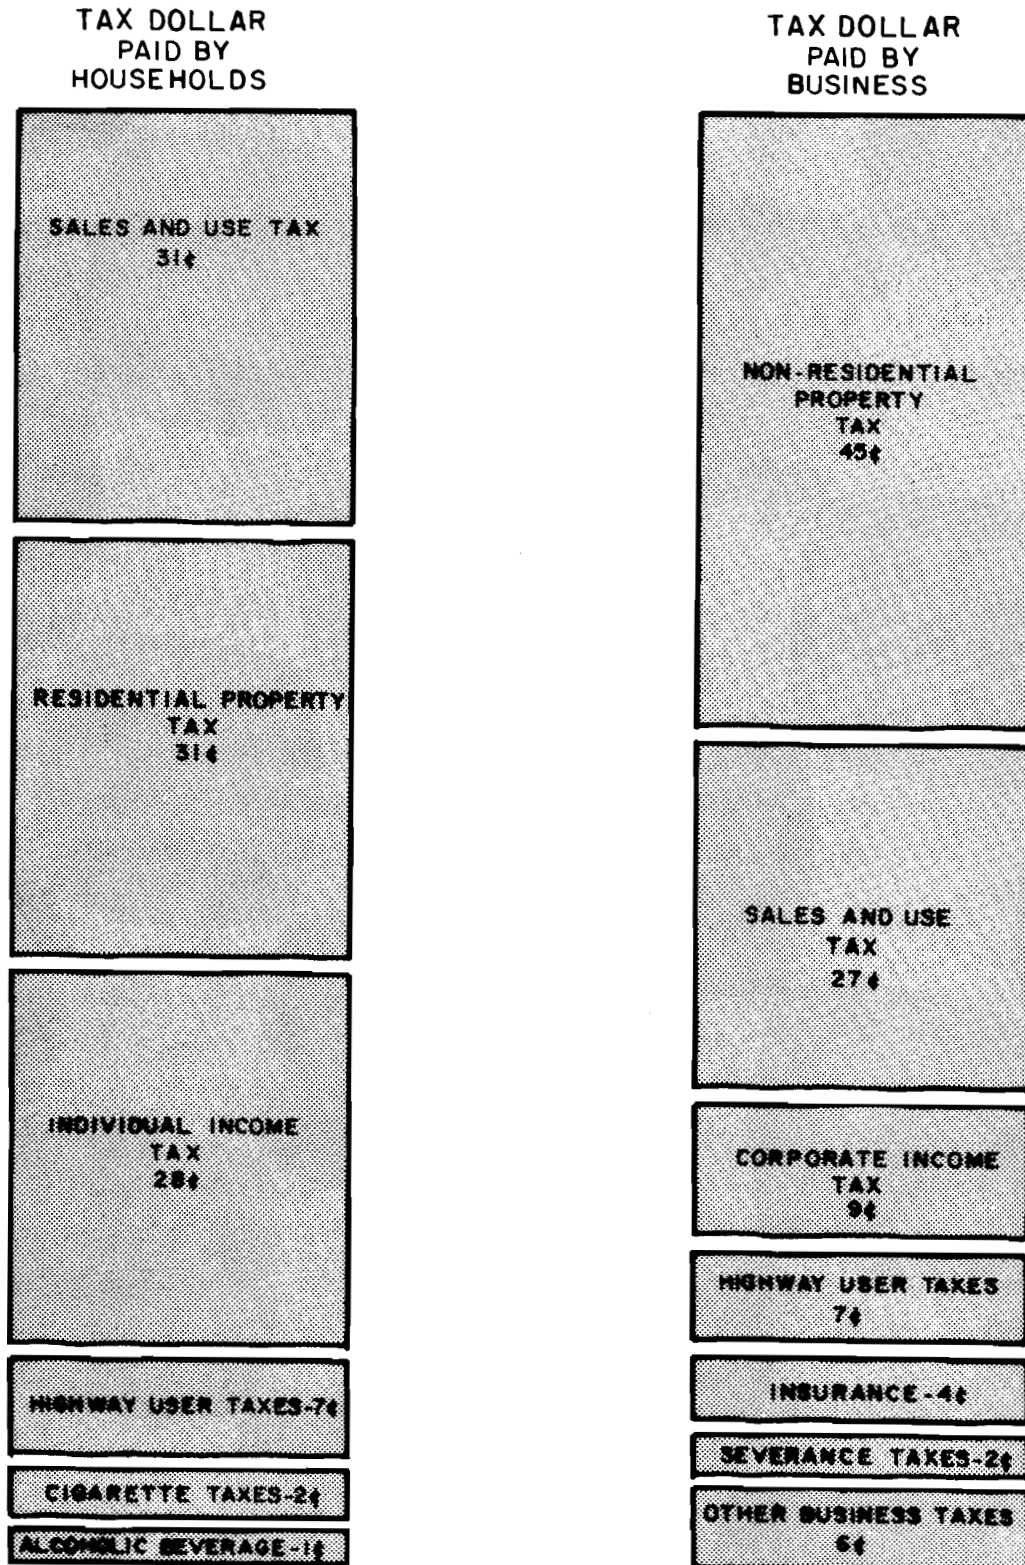 TAX DOLLAR
PAID BY
HOUSEHOLDS
SALES AND USE TAX
31¢
RESIDENTIAL PROPERTY
TAX
31¢
INDIVIDUAL INCOME
TAX
28¢
HIGHWAY USER TAXES-7¢
CIGARETTE TAXES-2¢
ALCOHOLIC BEVERAGE-1¢
TAX DOLLAR
PAID BY
BUSINESS
NON-RESIDENTIAL
PROPERTY
TAX
45¢
SALES AND USE
TAX
27¢
CORPORATE INCOME
TAX
9¢
HIGHWAY USER TAXES
7¢
INSURANCE-4¢
SEVERANCE TAXES-2¢
OTHER BUSINESS TAXES
6¢